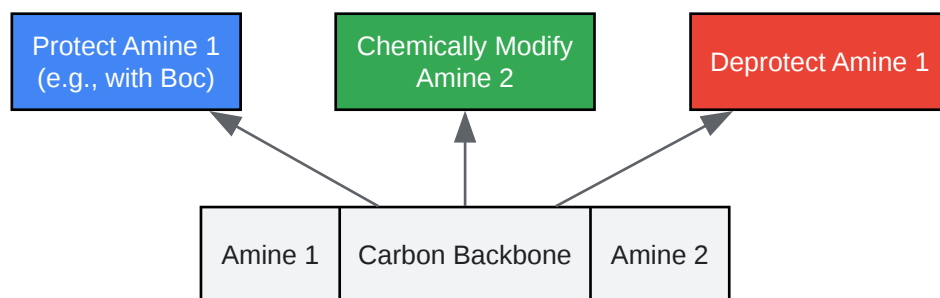 Protect Amine 1
(e.g., with Boc)
Chemically Modify
Amine 2
Deprotect Amine 1
Amine 1
Carbon Backbone
Amine 2